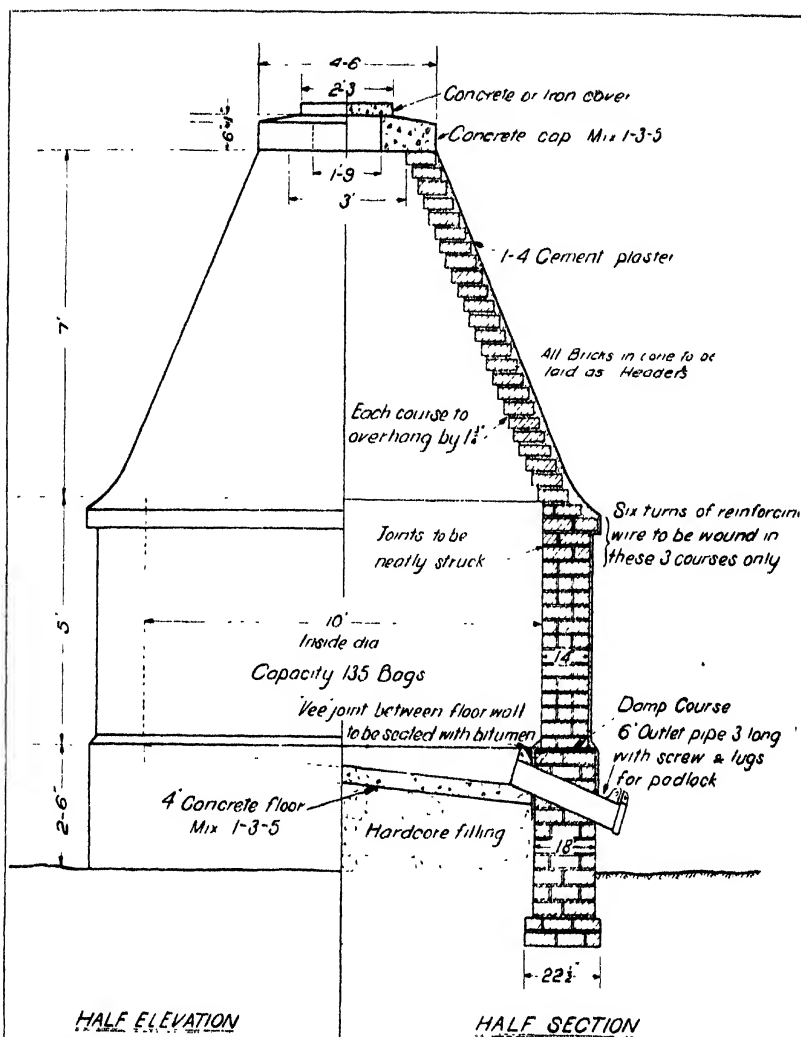 4-6
2'3
Concrete or Iron cover
6"
Concrete cap Mix 1-3-5
1-9
3'
1-4 Cement plaster
7'
All Bricks in cone to be
laid as Headers
Each course to
overhang by 1¾"
Six turns of reinforcin
wire to be wound in
these 3 courses only
Joints to be
neatly struck
5'
10'
Inside dia
14"
Capacity 135 Bags
'Vee' joint between floor wall
to be sealed with bitumen
Damp Course
6" Outlet pipe 3 long
with screw & lugs
for padlock
2-6"
4" Concrete floor
Mix 1-3-5
Hardcore filling
18"
22½"
HALF ELEVATION
HALF SECTION